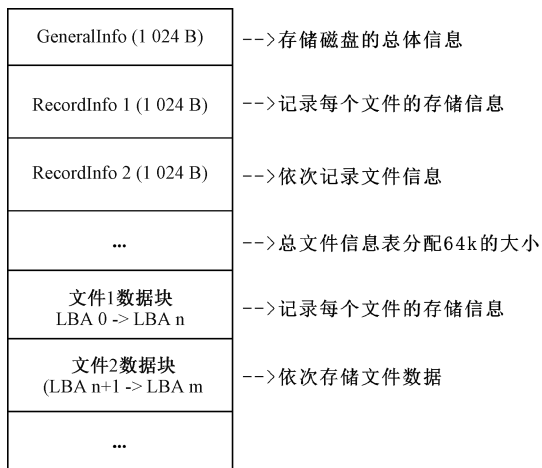 GeneralInfo (1 024 B)
-->存储磁盘的总体信息
RecordInfo 1 (1 024 B)
-->记录每个文件的存储信息
RecordInfo 2 (1 024 B)
-->依次记录文件信息
...
-->总文件信息表分配64k的大小
文件1数据块
LBA 0 -> LBA n
-->记录每个文件的存储信息
文件2数据块
(LBA n+1 -> LBA m
-->依次存储文件数据
...